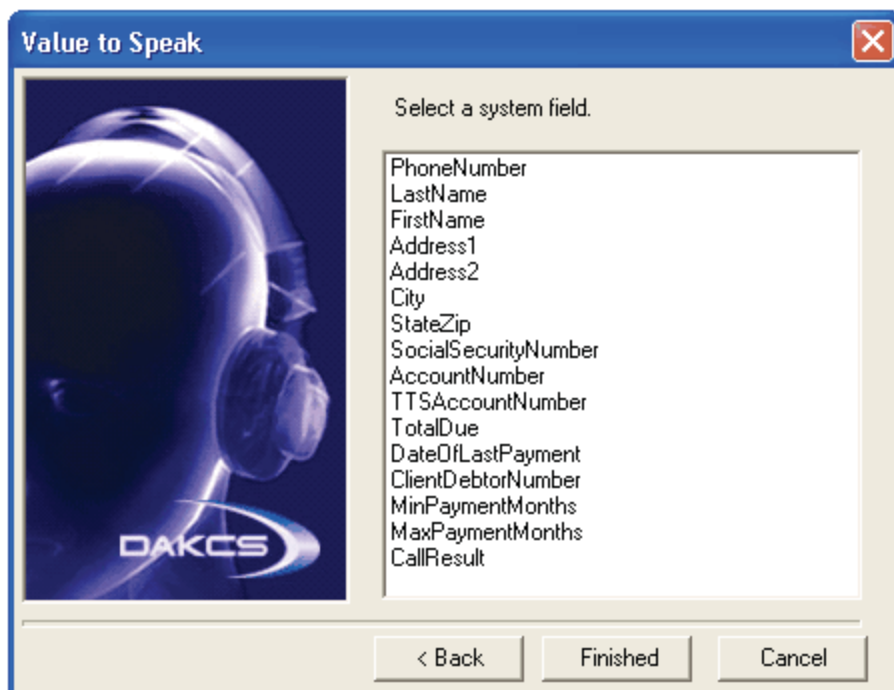 Value to Speak
Select a system field.
PhoneNumber
LastName
FirstName
Address1
Address2
City
StateZip
SocialSecurityNumber
AccountNumber
TTSAccountNumber
TotalDue
DateOfLastPayment
ClientDebtorNumber
MinPaymentMonths
MaxPaymentMonths
CallResult
DAKCS
< Back
Finished
Cancel